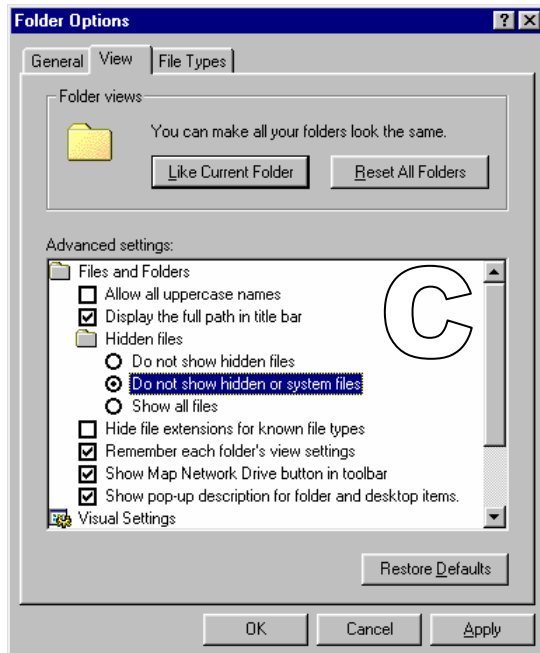 Folder Options
General View File Types
Folder views
You can make all your folders look the same.
Like Current Folder Reset All Folders
Advanced settings:
Files and Folders
C
Allow all uppercase names
Display the full path in title bar
Hidden files
Do not show hidden files
Do not show hidden or system files
Show all files
Hide file extensions for known file types
Remember each folder's view settings
Show Map Network Drive button in toolbar
Show pop-up description for folder and desktop items.
Visual Settings
Restore Defaults
OK Cancel Apply